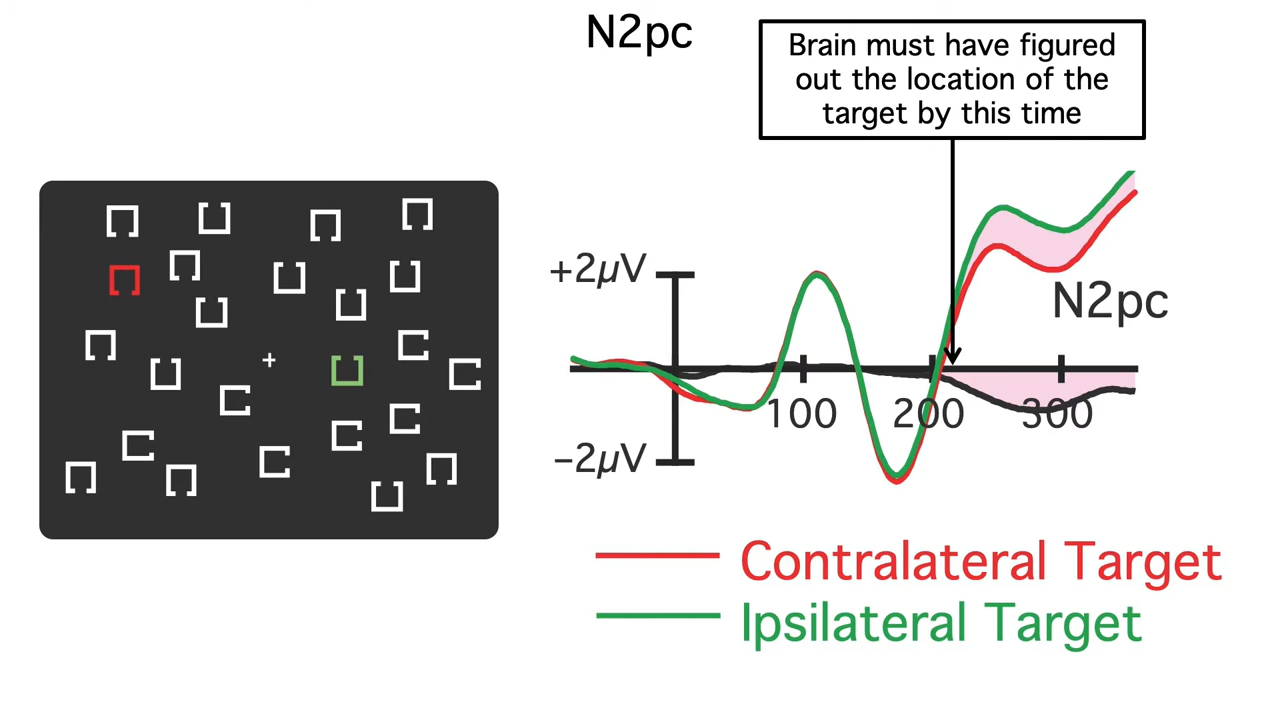 N2pc
Brain must have figured
out the location of the
target by this time
+2µV
N2pc
100
200
300
−2µV
Contralateral Target
Ipsilateral Target